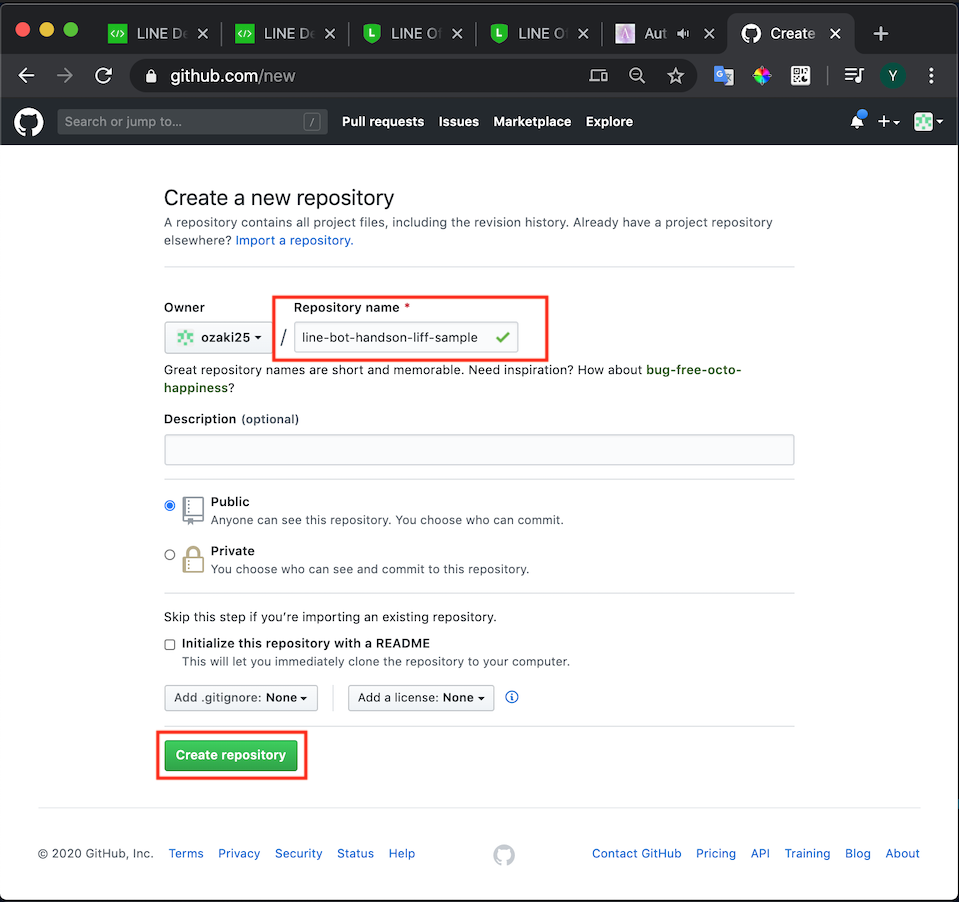 LINE De
LINE De
LINE Of
LINE Of
Aut
Create
github.com/new
Y
Search or jump to...
/
Pull requests
Issues
Marketplace
Explore
Create a new repository
A repository contains all project files, including the revision history. Already have a project repository
elsewhere? Import a repository.
Owner
Repository name *
ozaki25
/
line-bot-handson-liff-sample
Great repository names are short and memorable. Need inspiration? How about bug-free-octo-
happiness?
Description (optional)
Public
Anyone can see this repository. You choose who can commit.
Private
You choose who can see and commit to this repository.
Skip this step if you're importing an existing repository.
Initialize this repository with a README
This will let you immediately clone the repository to your computer.
Add .gitignore: None
Add a license: None
Create repository
© 2020 GitHub, Inc.
Terms
Privacy
Security
Status
Help
Contact GitHub
Pricing
API
Training
Blog
About